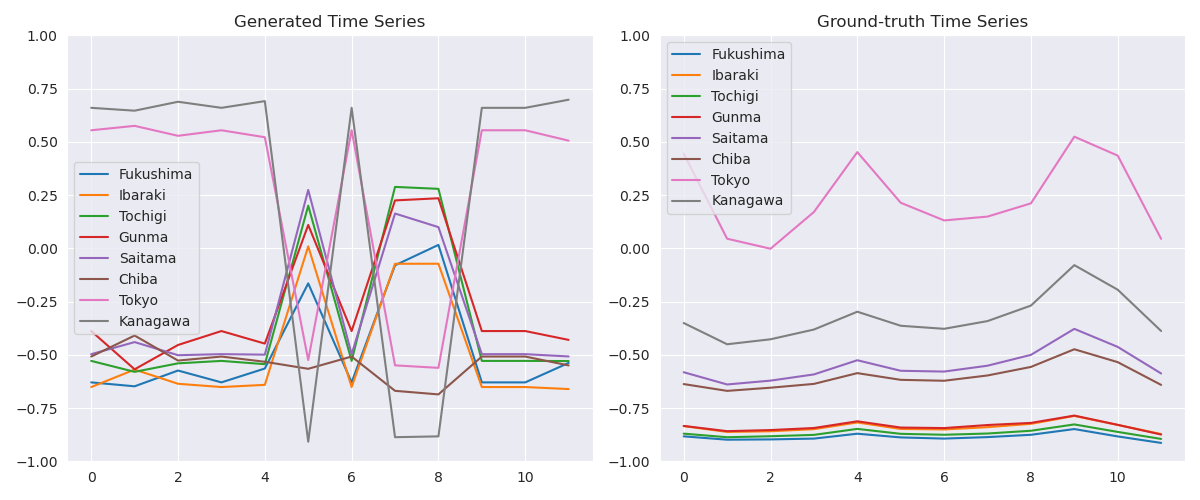 Generated Time Series
1.00
0.75
0.50
0.25
0.00
−0.25
−0.50
−0.75
−1.00
Fukushima
Ibaraki
Tochigi
Gunma
Saitama
Chiba
Tokyo
Kanagawa
0
2
4
6
8
10
Ground-truth Time Series
1.00
0.75
0.50
0.25
0.00
−0.25
−0.50
−0.75
−1.00
Fukushima
Ibaraki
Tochigi
Gunma
Saitama
Chiba
Tokyo
Kanagawa
0
2
4
6
8
10